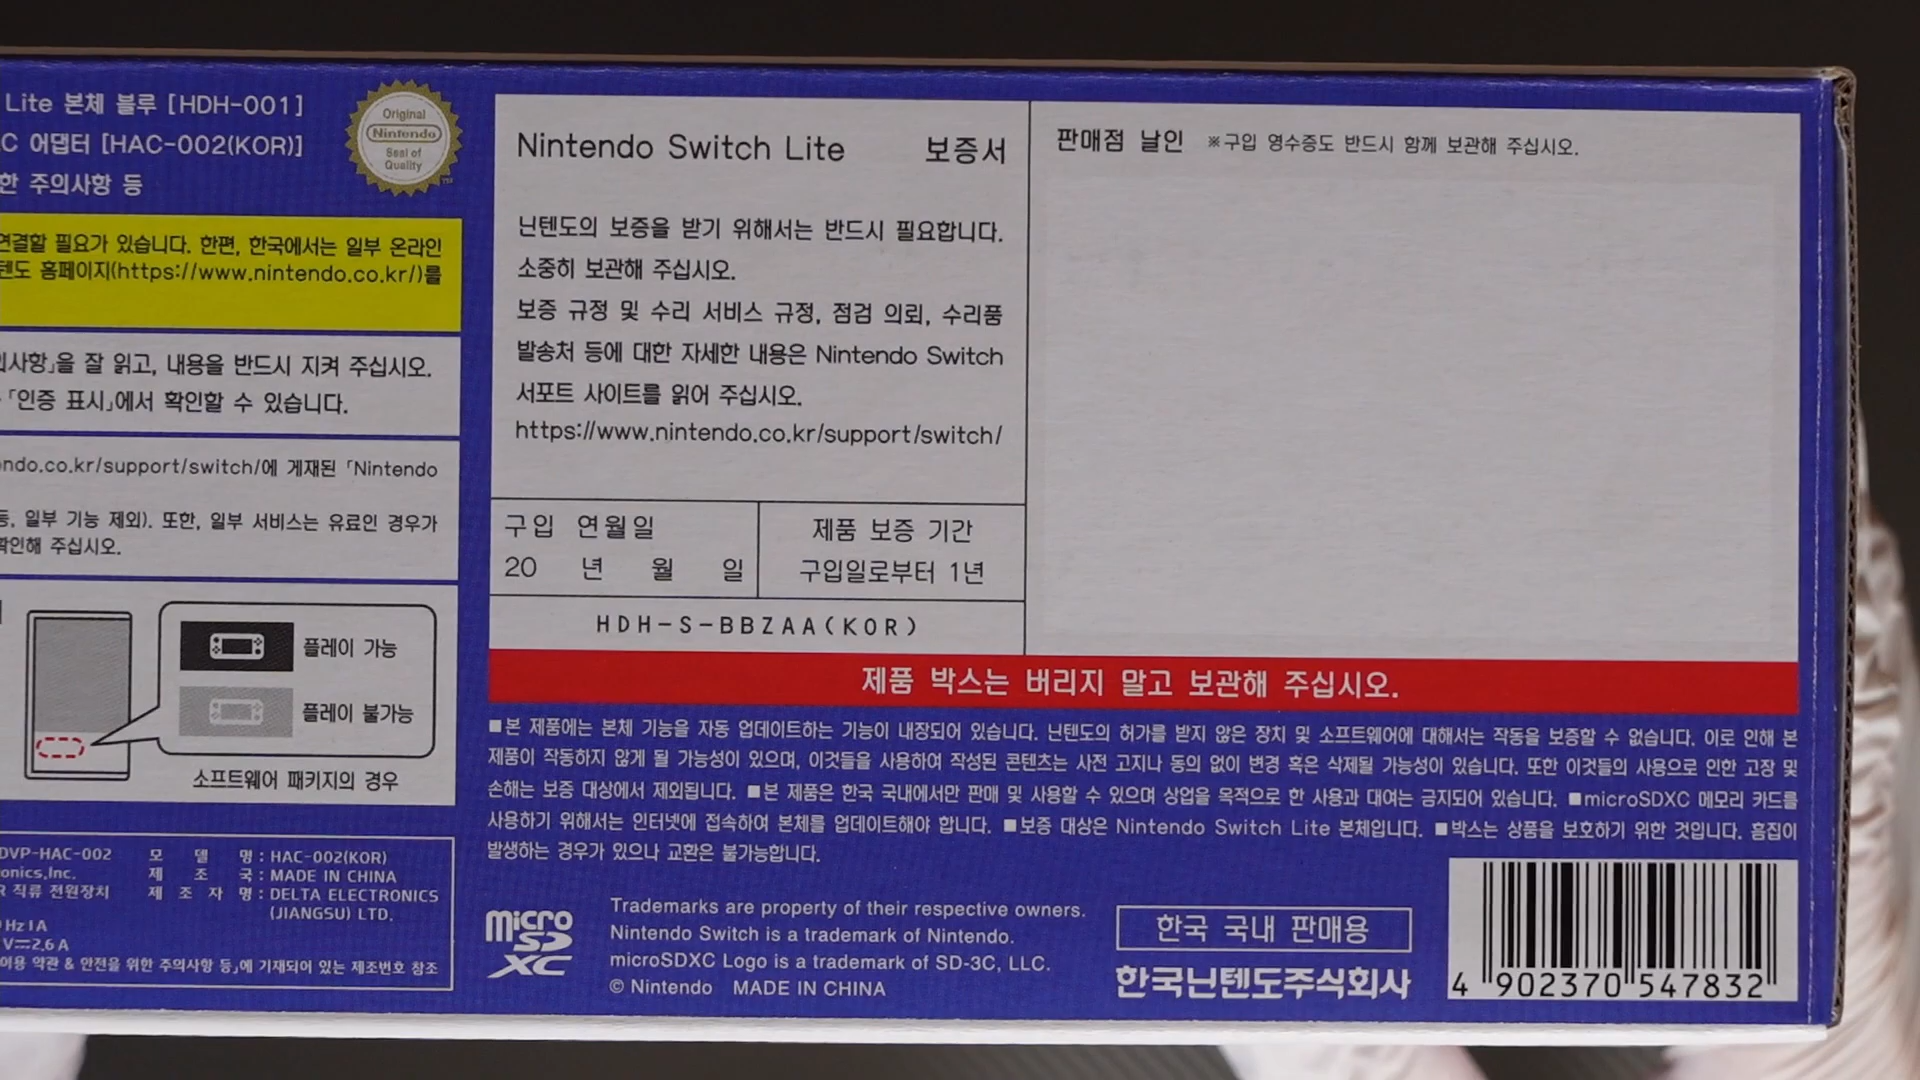 Lite 본체 블루 [HDH-001]
C 어댑터 [HAC-002(KOR)]
한 주의사항 등
Original
Nintendo
Seal of
Quality
TM
연결할 필요가 있습니다. 한편, 한국에서는 일부 온라인
텐도 홈페이지(https://www.nintendo.co.kr/)를
의사항」을 잘 읽고, 내용을 반드시 지켜 주십시오.
「인증 표시」에서 확인할 수 있습니다.
ndo.co.kr/support/switch/에 게재된 「Nintendo
일부 기능 제외). 또한, 일부 서비스는 유료인 경우가
확인해 주십시오.
플레이 가능
플레이 불가능
소프트웨어 패키지의 경우
DVP-HAC-002 모 델 명 : HAC-002(KOR)
onics,Inc. 제 조 국 : MADE IN CHINA
R 직류 전원장치 제 조 자 명 : DELTA ELECTRONICS
(JIANGSU) LTD.
Hz 1A
V⎓2.6A
이용 약관 & 안전을 위한 주의사항 등」에 기재되어 있는 제조번호 참조
Nintendo Switch Lite 보증서
닌텐도의 보증을 받기 위해서는 반드시 필요합니다.
소중히 보관해 주십시오.
보증 규정 및 수리 서비스 규정, 점검 의뢰, 수리품
발송처 등에 대한 자세한 내용은 Nintendo Switch
서포트 사이트를 읽어 주십시오.
https://www.nintendo.co.kr/support/switch/
구입 연월일
20 년 월 일
제품 보증 기간
구입일로부터 1년
HDH-S-BBZAA(KOR)
판매점 날인 ※구입 영수증도 반드시 함께 보관해 주십시오.
제품 박스는 버리지 말고 보관해 주십시오.
■본 제품에는 본체 기능을 자동 업데이트하는 기능이 내장되어 있습니다. 닌텐도의 허가를 받지 않은 장치 및 소프트웨어에 대해서는 작동을 보증할 수 없습니다. 이로 인해 본
제품이 작동하지 않게 될 가능성이 있으며, 이것들을 사용하여 작성된 콘텐츠는 사전 고지나 동의 없이 변경 혹은 삭제될 가능성이 있습니다. 또한 이것들의 사용으로 인한 고장 및
손해는 보증 대상에서 제외됩니다. ■본 제품은 한국 국내에서만 판매 및 사용할 수 있으며 상업을 목적으로 한 사용과 대여는 금지되어 있습니다. ■microSDXC 메모리 카드를
사용하기 위해서는 인터넷에 접속하여 본체를 업데이트해야 합니다. ■보증 대상은 Nintendo Switch Lite 본체입니다. ■박스는 상품을 보호하기 위한 것입니다. 흠집이
발생하는 경우가 있으나 교환은 불가능합니다.
micro
SD
XC
Trademarks are property of their respective owners.
Nintendo Switch is a trademark of Nintendo.
microSDXC Logo is a trademark of SD-3C, LLC.
© Nintendo MADE IN CHINA
한국 국내 판매용
한국닌텐도주식회사
4 902370 547832